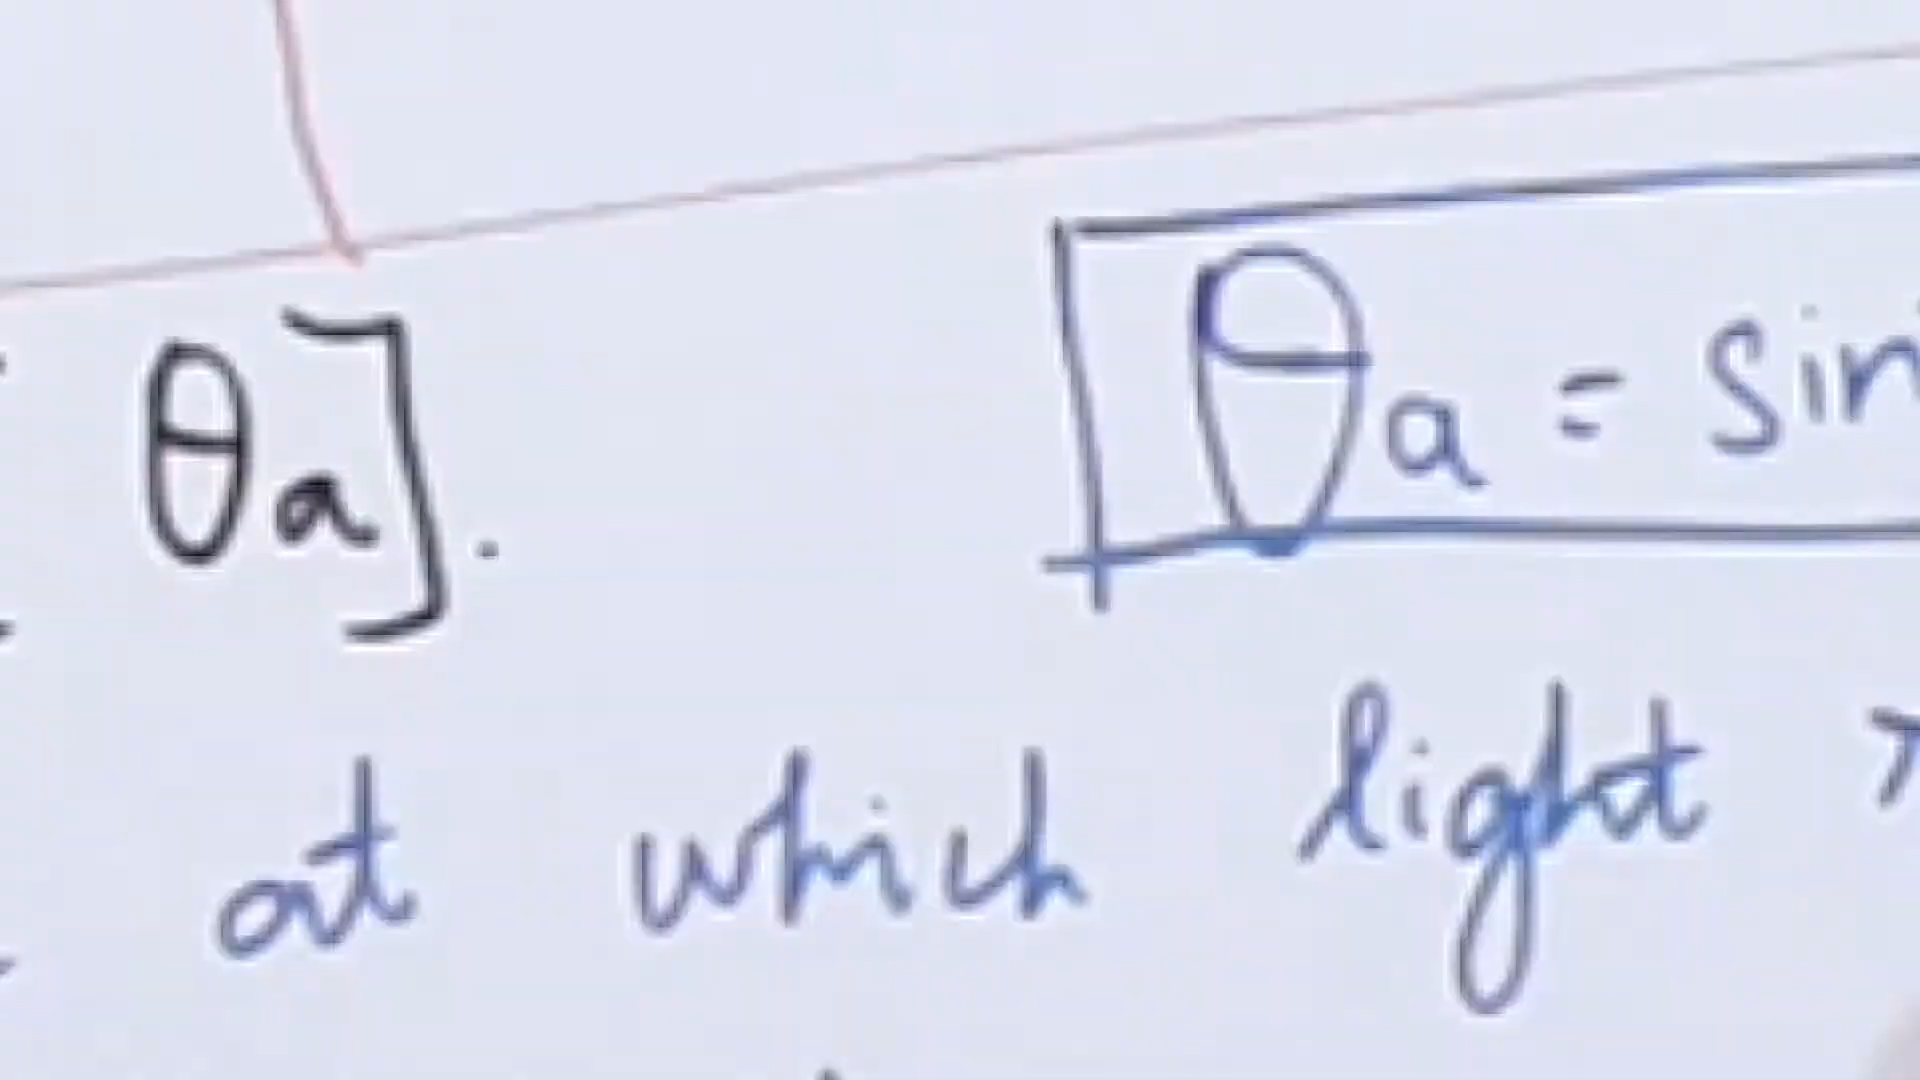 θa]. θa = sin
at which light